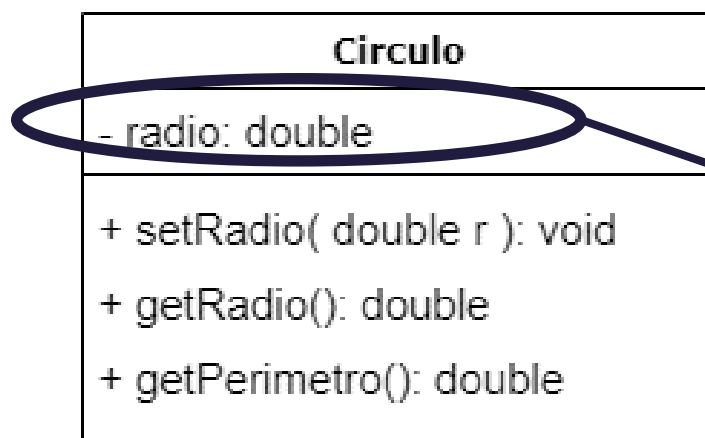 Circulo
- radio: double
+ setRadio( double r ): void
+ getRadio(): double
+ getPerimetro(): double